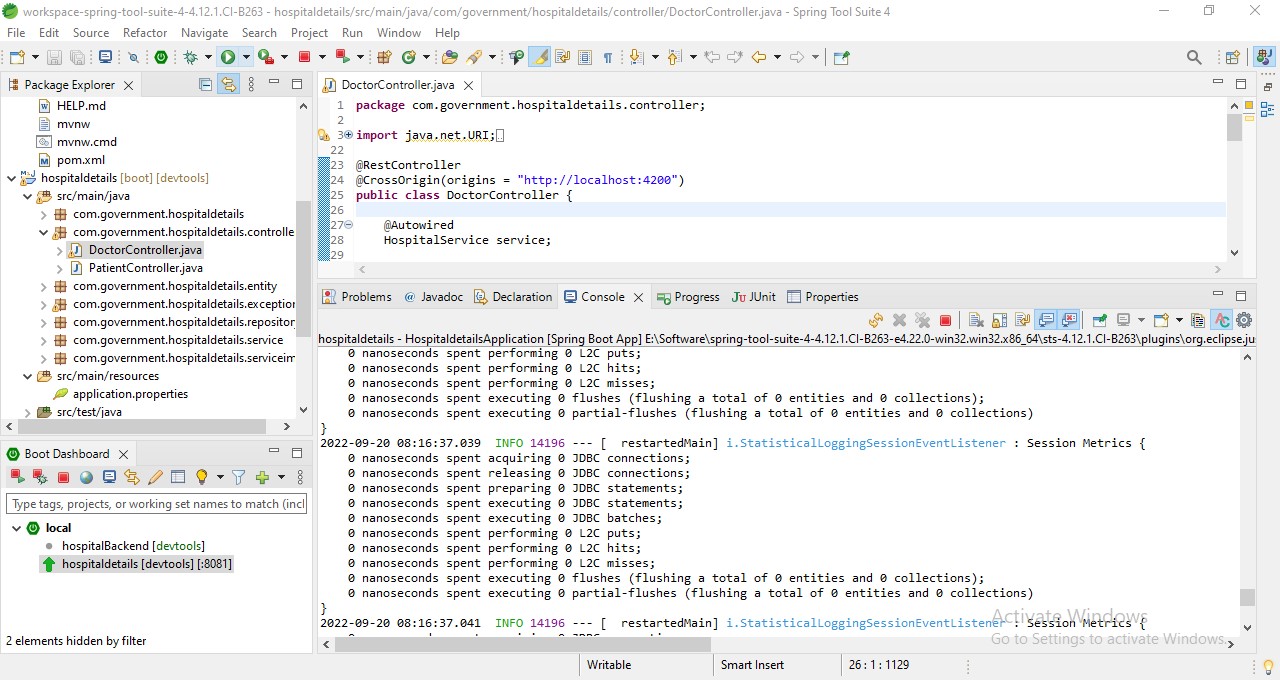 workspace-spring-tool-suite-4-4.12.1.CI-B263 - hospitaldetails/src/main/java/com/government/hospitaldetails/controller/DoctorController.java - Spring Tool Suite 4
File Edit Source Refactor Navigate Search Project Run Window Help
Package Explorer
HELP.md
mvnw
mvnw.cmd
pom.xml
hospitaldetails [boot] [devtools]
src/main/java
com.government.hospitaldetails
com.government.hospitaldetails.controlle
DoctorController.java
PatientController.java
com.government.hospitaldetails.entity
com.government.hospitaldetails.exception
com.government.hospitaldetails.repositor
com.government.hospitaldetails.service
com.government.hospitaldetails.serviceim
src/main/resources
application.properties
src/test/java
Boot Dashboard
Type tags, projects, or working set names to match (incl
local
hospitalBackend [devtools]
hospitaldetails [devtools] [:8081]
2 elements hidden by filter
DoctorController.java
1 package com.government.hospitaldetails.controller;
2
3 import java.net.URI;
22
23 @RestController
24 @CrossOrigin(origins = "http://localhost:4200")
25 public class DoctorController {
26
27 @Autowired
28 HospitalService service;
29
Problems @ Javadoc Declaration Console Progress JUnit Properties
hospitaldetails - HospitaldetailsApplication [Spring Boot App] E:\Software\spring-tool-suite-4-4.12.1.CI-B263-e4.22.0-win32.win32.x86_64\sts-4.12.1.CI-B263\plugins\org.eclipse.ju
0 nanoseconds spent performing 0 L2C puts;
0 nanoseconds spent performing 0 L2C hits;
0 nanoseconds spent performing 0 L2C misses;
0 nanoseconds spent executing 0 flushes (flushing a total of 0 entities and 0 collections);
0 nanoseconds spent executing 0 partial-flushes (flushing a total of 0 entities and 0 collections)
}
2022-09-20 08:16:37.039 INFO 14196 --- [ restartedMain] i.StatisticalLoggingSessionEventListener : Session Metrics {
0 nanoseconds spent acquiring 0 JDBC connections;
0 nanoseconds spent releasing 0 JDBC connections;
0 nanoseconds spent preparing 0 JDBC statements;
0 nanoseconds spent executing 0 JDBC statements;
0 nanoseconds spent executing 0 JDBC batches;
0 nanoseconds spent performing 0 L2C puts;
0 nanoseconds spent performing 0 L2C hits;
0 nanoseconds spent performing 0 L2C misses;
0 nanoseconds spent executing 0 flushes (flushing a total of 0 entities and 0 collections);
0 nanoseconds spent executing 0 partial-flushes (flushing a total of 0 entities and 0 collections)
}
2022-09-20 08:16:37.041 INFO 14196 --- [ restartedMain] i.StatisticalLoggingSessionEventListener : Session Metrics {
Activate Windows
Go to Settings to activate Windows.
Writable Smart Insert 26 : 1 : 1129